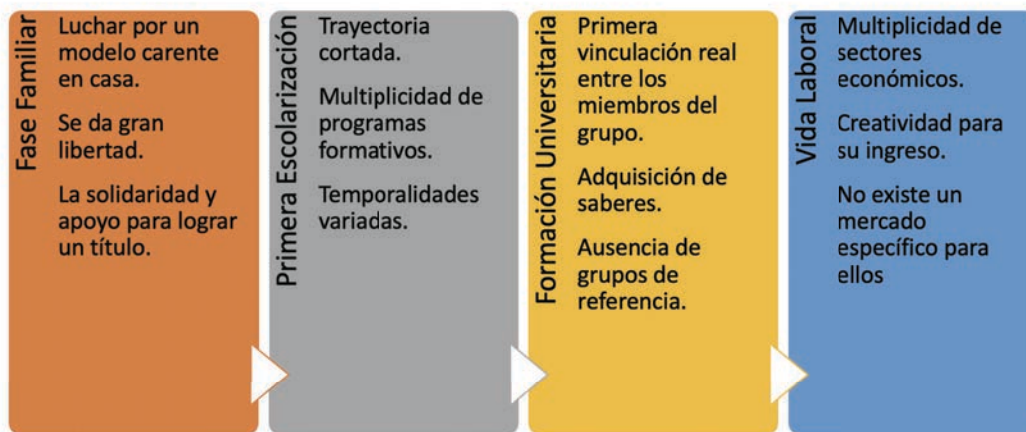 Fase Familiar
Luchar por un
modelo carente
en casa.
Se da gran
libertad.
La solidaridad y
apoyo para lograr
un título.
Primera Escolarización
Trayectoria
cortada.
Multiplicidad de
programas
formativos.
Temporalidades
variadas.
Formación Universitaria
Primera
vinculación real
entre los
miembros del
grupo.
Adquisición de
saberes.
Ausencia de
grupos de
referencia.
Vida Laboral
Multiplicidad de
sectores
económicos.
Creatividad para
su ingreso.
No existe un
mercado
específico para
ellos